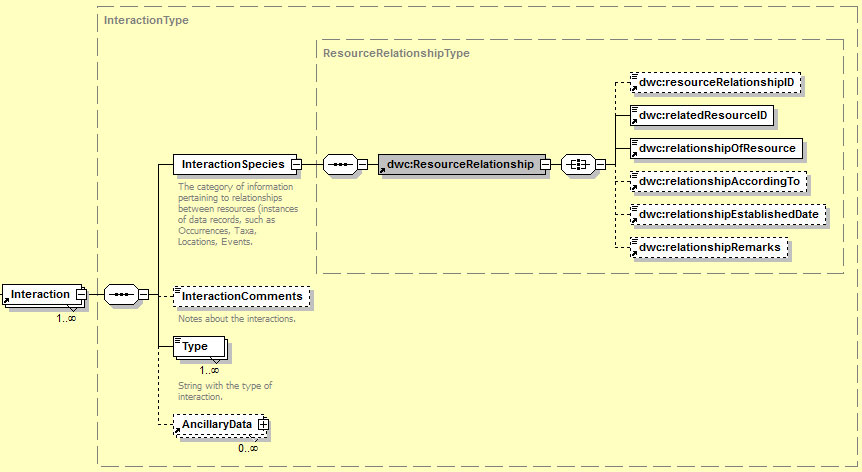 InteractionType
ResourceRelationshipType
dwc:resourceRelationshipID
dwc:relatedResourceID
dwc:relationshipOfResource
dwc:relationshipAccordingTo
dwc:relationshipEstablishedDate
dwc:relationshipRemarks
InteractionSpecies
dwc:ResourceRelationship
The category of information
pertaining to relationships
between resources (instances
of data records, such as
Occurrences, Taxa,
Locations, Events.
Interaction
1..∞
InteractionComments
Notes about the interactions.
Type
1..∞
String with the type of
interaction.
AncillaryData
0..∞